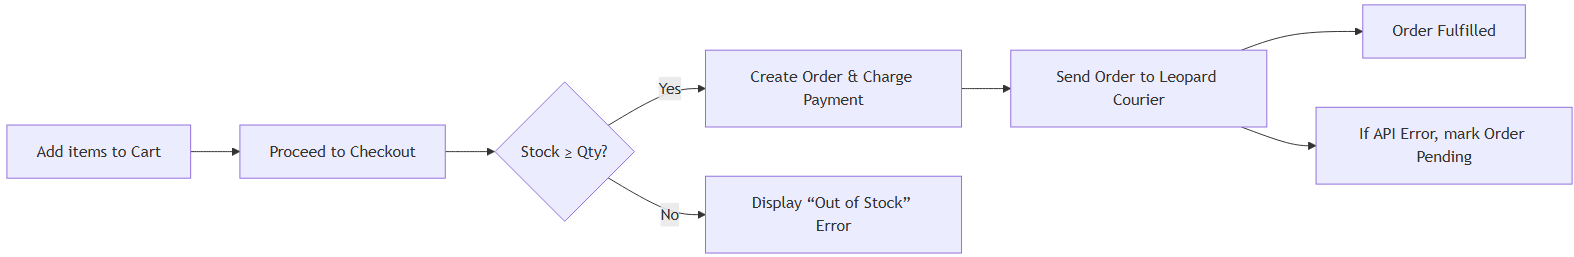 Add items to Cart
Proceed to Checkout
Stock ≥ Qty?
Yes
No
Create Order & Charge
Payment
Display “Out of Stock”
Error
Send Order to Leopard
Courier
Order Fulfilled
If API Error, mark Order
Pending